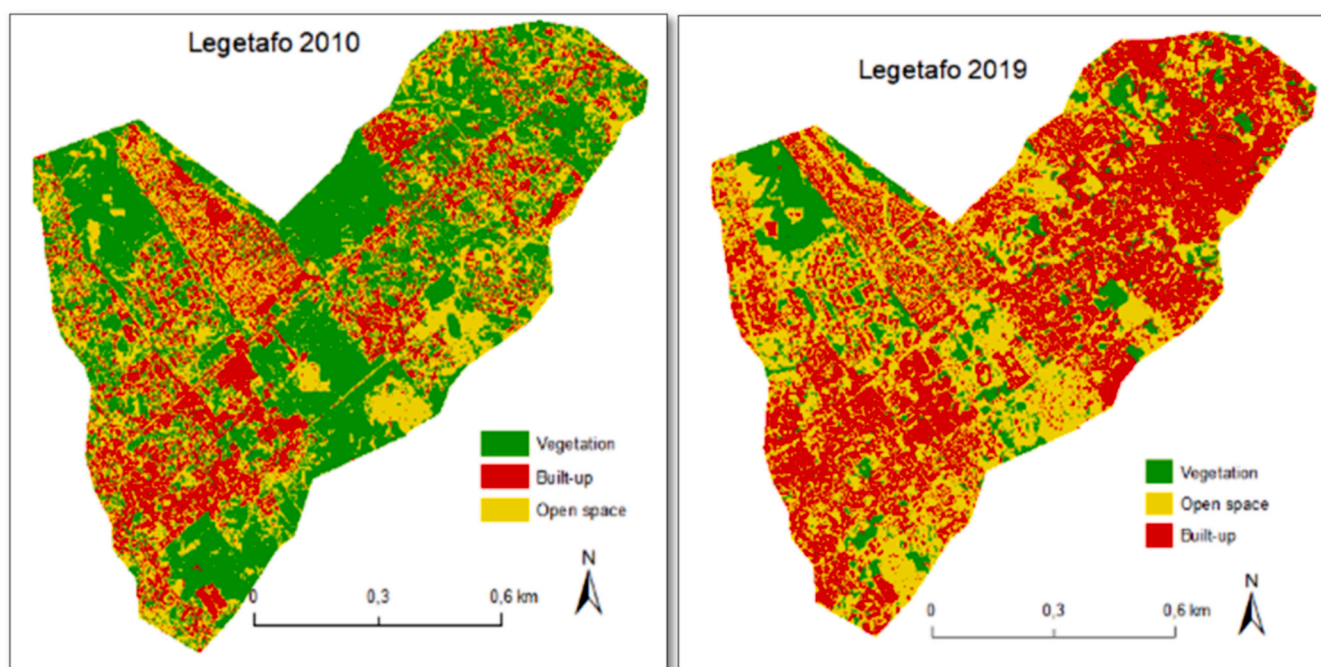 Legetafo 2010
Vegetation
Built-up
Open space
N
0
0,3
0,6 km
Legetafo 2019
Vegetation
Open space
Built-up
N
0
0,3
0,6 km